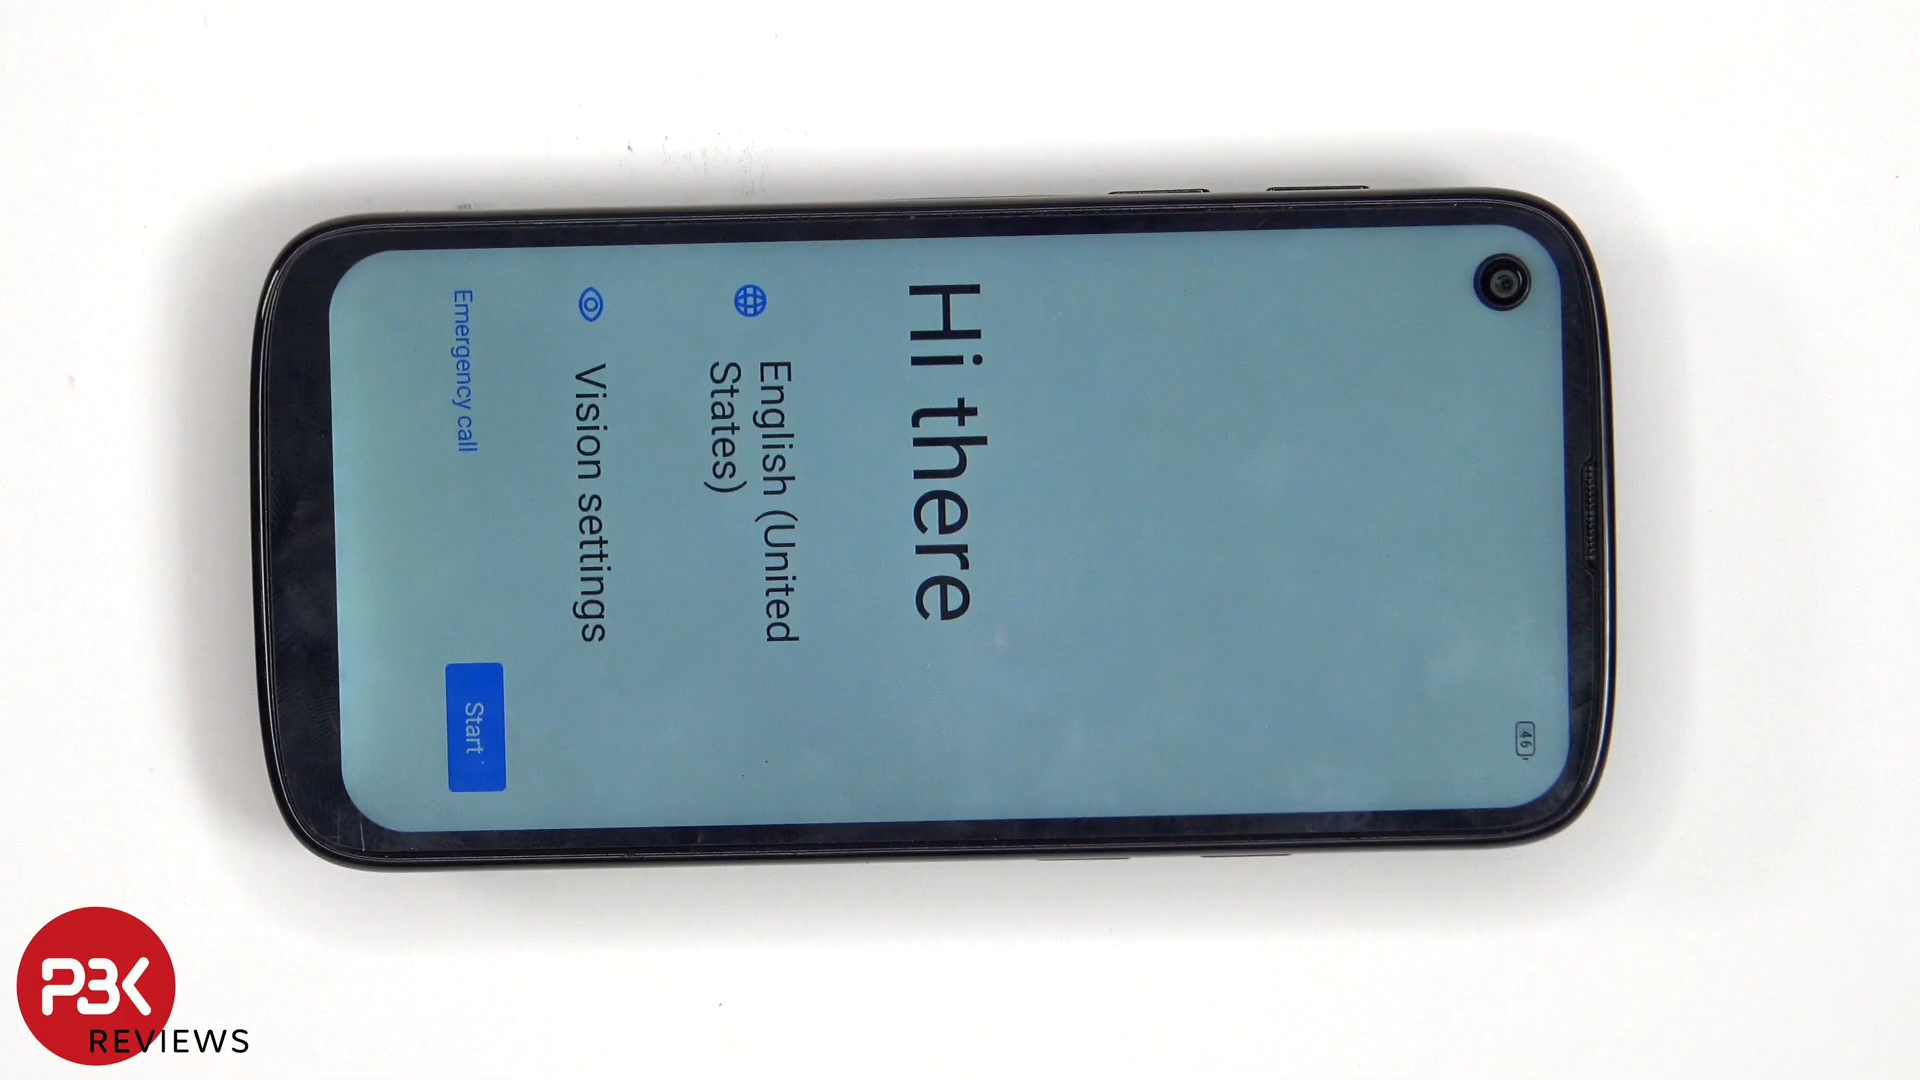 46
Hi there
English (United
States)
Vision settings
Emergency call
Start
P3K
REVIEWS